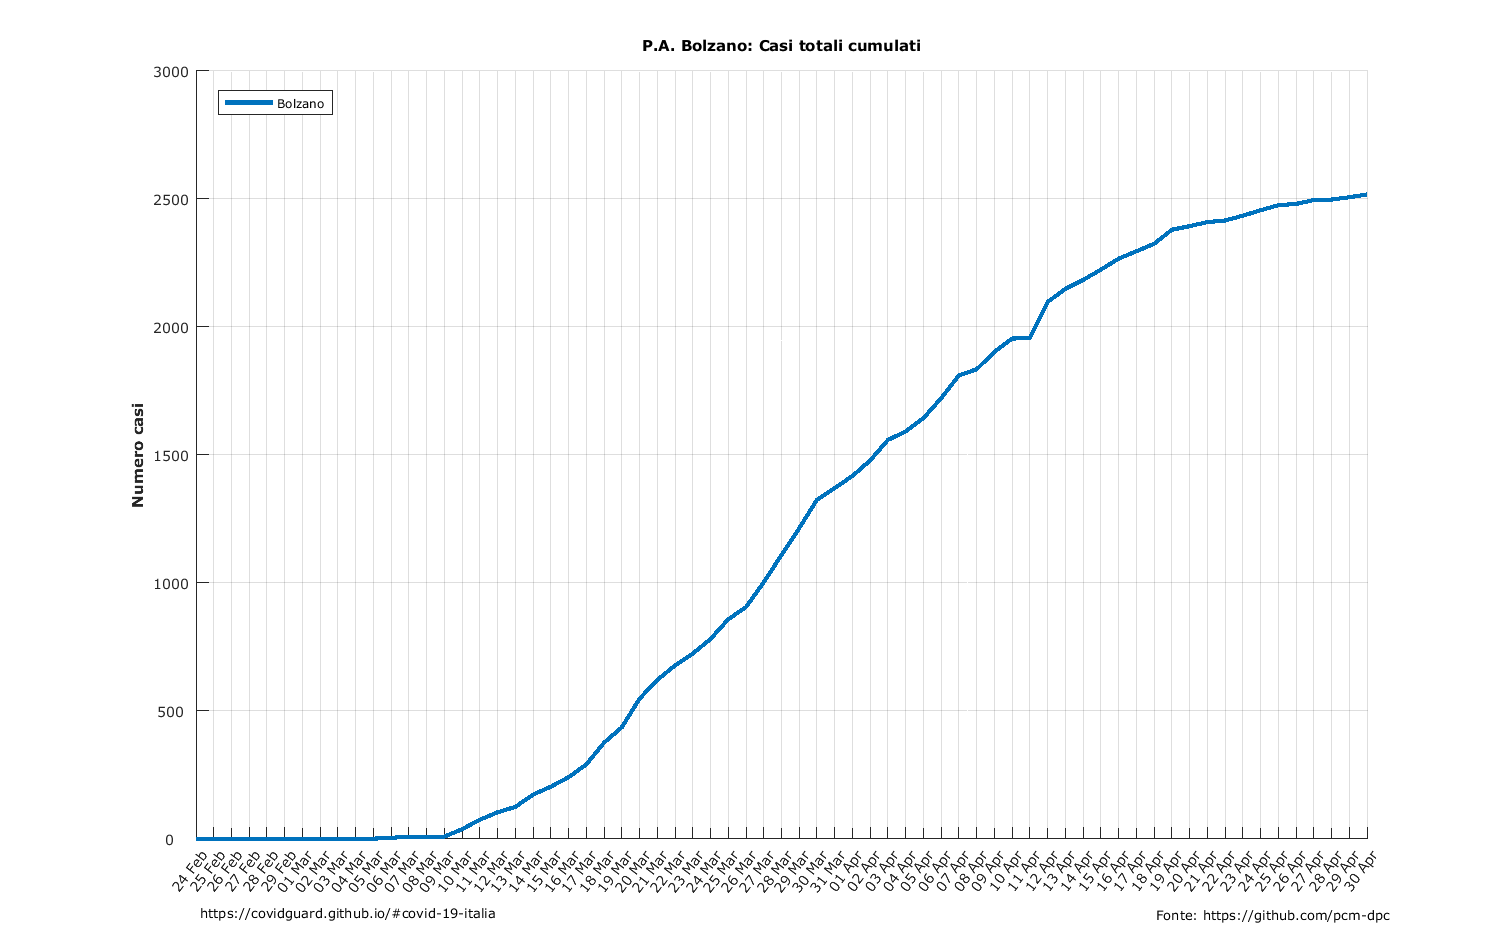 P.A. Bolzano: Casi totali cumulati
3000
Bolzano
2500
2000
Numero casi
1500
1000
500
0
24 Feb
25 Feb
26 Feb
27 Feb
28 Feb
29 Feb
01 Mar
02 Mar
03 Mar
04 Mar
05 Mar
06 Mar
07 Mar
08 Mar
09 Mar
10 Mar
11 Mar
12 Mar
13 Mar
14 Mar
15 Mar
16 Mar
17 Mar
18 Mar
19 Mar
20 Mar
21 Mar
22 Mar
23 Mar
24 Mar
25 Mar
26 Mar
27 Mar
28 Mar
29 Mar
30 Mar
31 Mar
01 Apr
02 Apr
03 Apr
04 Apr
05 Apr
06 Apr
07 Apr
08 Apr
09 Apr
10 Apr
11 Apr
12 Apr
13 Apr
14 Apr
15 Apr
16 Apr
17 Apr
18 Apr
19 Apr
20 Apr
21 Apr
22 Apr
23 Apr
24 Apr
25 Apr
26 Apr
27 Apr
28 Apr
29 Apr
30 Apr
https://covidguard.github.io/#covid-19-italia
Fonte: https://github.com/pcm-dpc